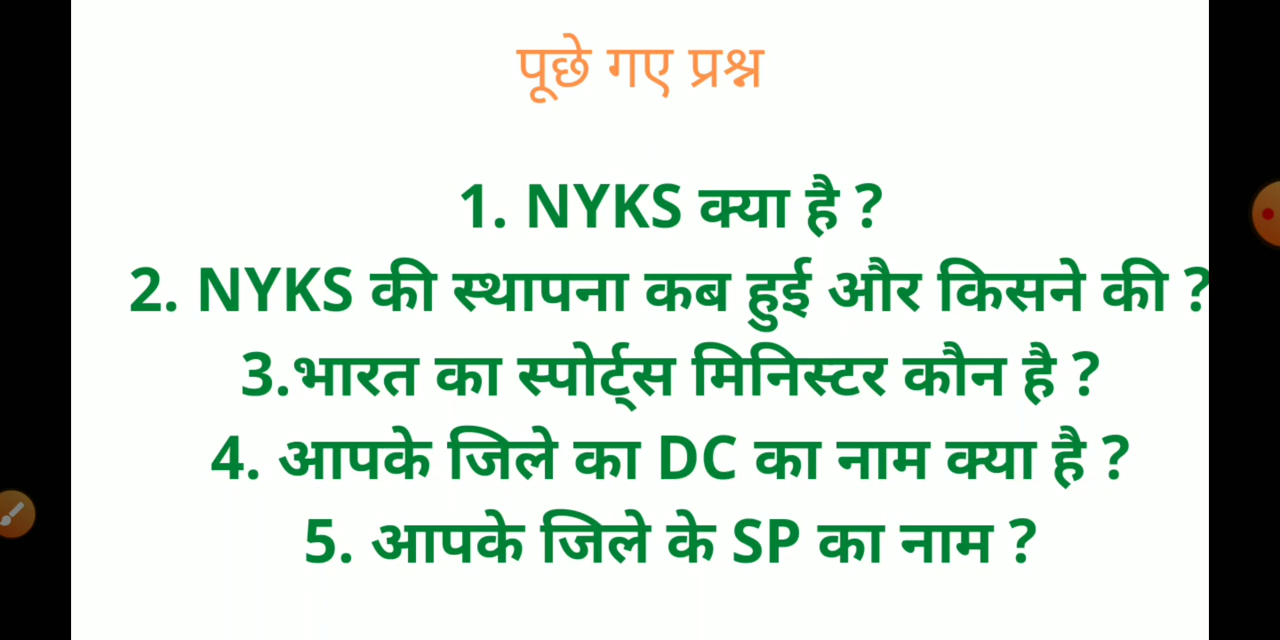 पूछे गए प्रश्न
1. NYKS क्या है ?
2. NYKS की स्थापना कब हुई और किसने की ?
3.भारत का स्पोर्ट्स मिनिस्टर कौन है ?
4. आपके जिले का DC का नाम क्या है ?
5. आपके जिले के SP का नाम ?